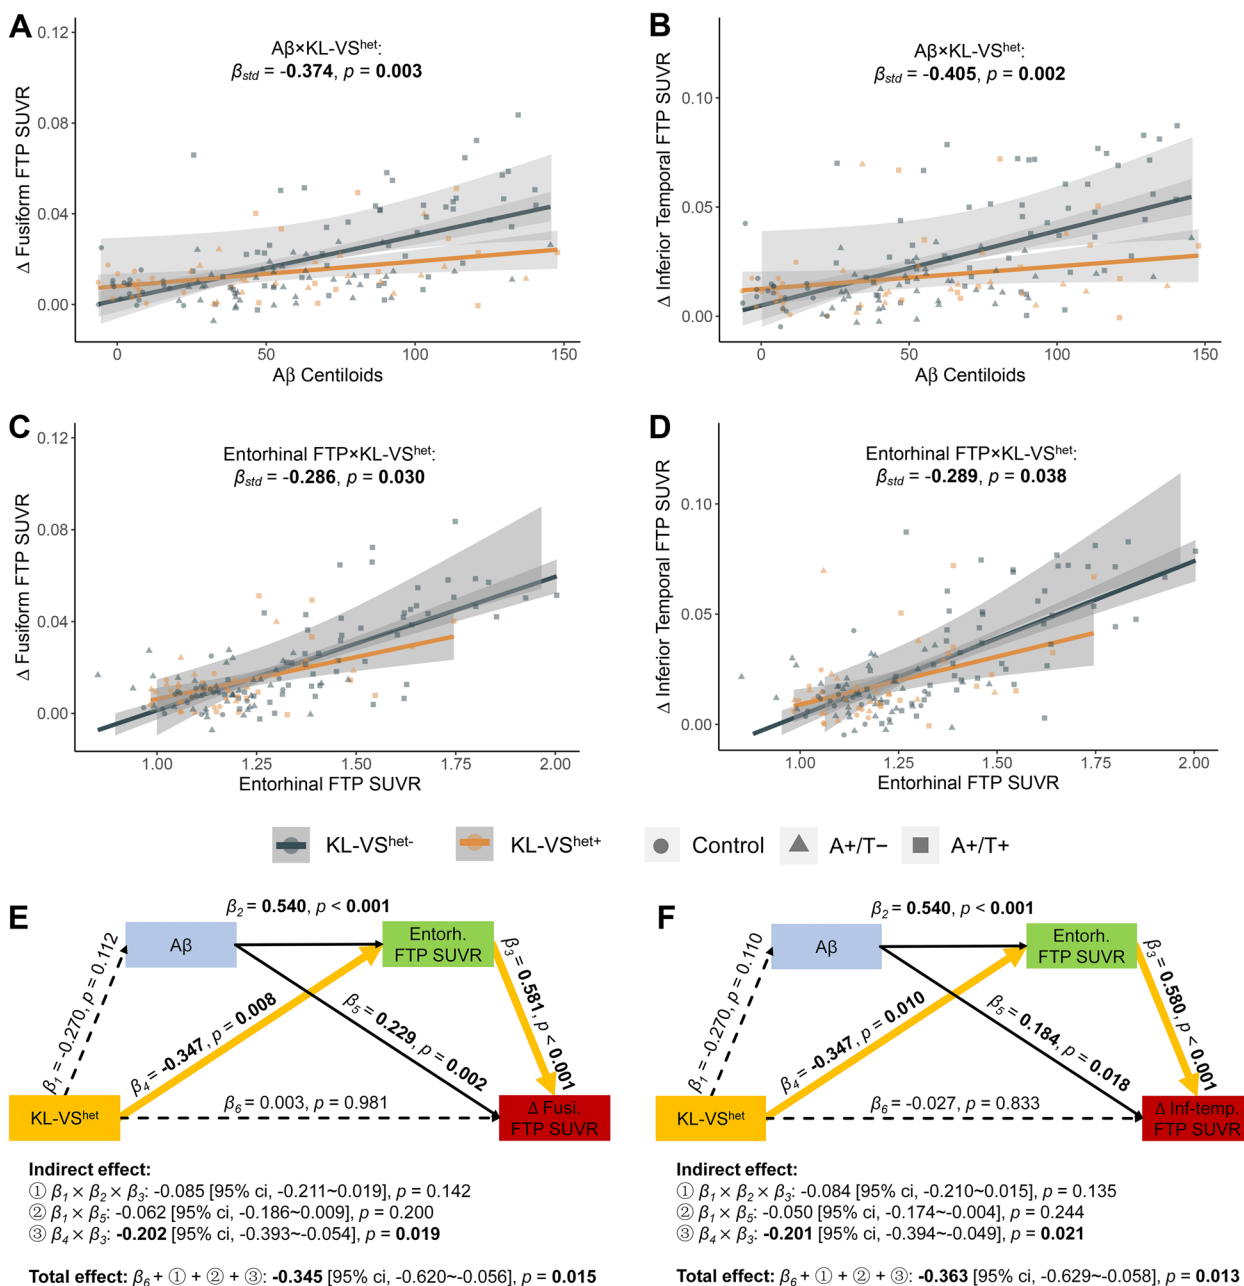 A
Aβ×KL-VShet:
βstd = -0.374, p = 0.003
Δ Fusiform FTP SUVR
0.12
0.08
0.04
0.00
0 50 100 150
Aβ Centiloids
B
Aβ×KL-VShet:
βstd = -0.405, p = 0.002
Δ Inferior Temporal FTP SUVR
0.10
0.05
0.00
0 50 100 150
Aβ Centiloids
C
Entorhinal FTP×KL-VShet:
βstd = -0.286, p = 0.030
Δ Fusiform FTP SUVR
0.12
0.08
0.04
0.00
1.00 1.25 1.50 1.75 2.00
Entorhinal FTP SUVR
D
Entorhinal FTP×KL-VShet:
βstd = -0.289, p = 0.038
Δ Inferior Temporal FTP SUVR
0.10
0.05
0.00
1.00 1.25 1.50 1.75 2.00
Entorhinal FTP SUVR
KL-VShet- KL-VShet+ Control A+/T− A+/T+
E
β2 = 0.540, p < 0.001
Aβ
Entorh.
FTP SUVR
β1 = -0.270, p = 0.112
β4 = -0.347, p = 0.008
β5 = 0.229, p = 0.002
β3 = 0.581, p < 0.001
β6 = 0.003, p = 0.981
KL-VShet
Δ Fusi.
FTP SUVR
Indirect effect:
① β1 × β2 × β3: -0.085 [95% ci, -0.211~0.019], p = 0.142
② β1 × β5: -0.062 [95% ci, -0.186~0.009], p = 0.200
③ β4 × β3: -0.202 [95% ci, -0.393~-0.054], p = 0.019
Total effect: β6 + ① + ② + ③: -0.345 [95% ci, -0.620~-0.056], p = 0.015
F
β2 = 0.540, p < 0.001
Aβ
Entorh.
FTP SUVR
β1 = -0.270, p = 0.110
β4 = -0.347, p = 0.010
β5 = 0.184, p = 0.018
β3 = 0.580, p < 0.001
β6 = -0.027, p = 0.833
KL-VShet
Δ Inf-temp.
FTP SUVR
Indirect effect:
① β1 × β2 × β3: -0.084 [95% ci, -0.210~0.015], p = 0.135
② β1 × β5: -0.050 [95% ci, -0.174~-0.004], p = 0.244
③ β4 × β3: -0.201 [95% ci, -0.394~-0.049], p = 0.021
Total effect: β6 + ① + ② + ③: -0.363 [95% ci, -0.629~-0.058], p = 0.013